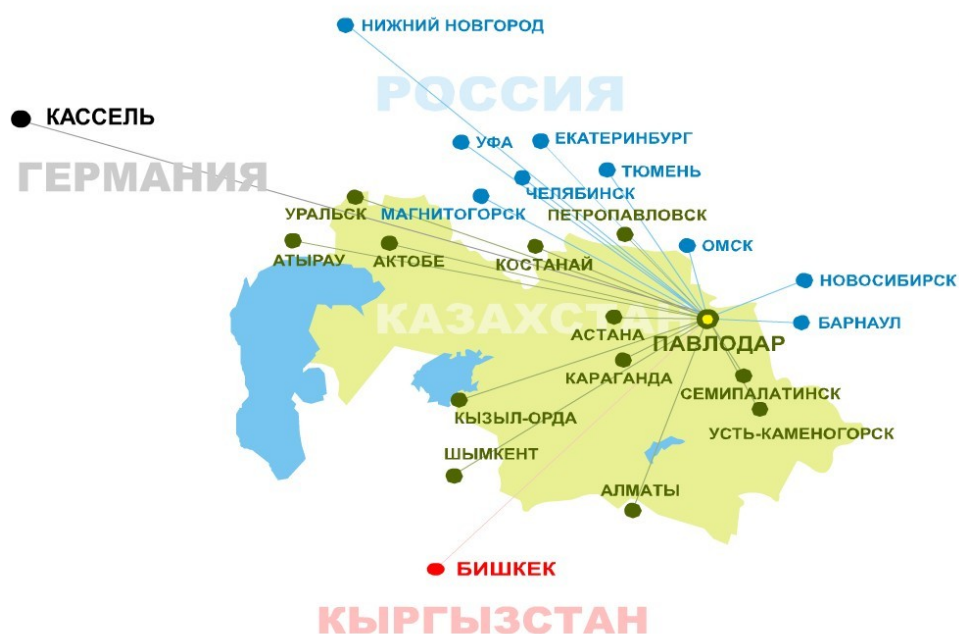 НИЖНИЙ НОВГОРОД
РОССИЯ
КАССЕЛЬ
УФА
ЕКАТЕРИНБУРГ
ГЕРМАНИЯ
ТЮМЕНЬ
ЧЕЛЯБИНСК
УРАЛЬСК
МАГНИТОГОРСК
ПЕТРОПАВЛОВСК
ОМСК
АТЫРАУ
АКТОБЕ
КОСТАНАЙ
НОВОСИБИРСК
КАЗАХСТАН
АСТАНА
БАРНАУЛ
ПАВЛОДАР
КАРАГАНДА
СЕМИПАЛАТИНСК
КЫЗЫЛ-ОРДА
УСТЬ-КАМЕНОГОРСК
ШЫМКЕНТ
АЛМАТЫ
БИШКЕК
КЫРГЫЗСТАН